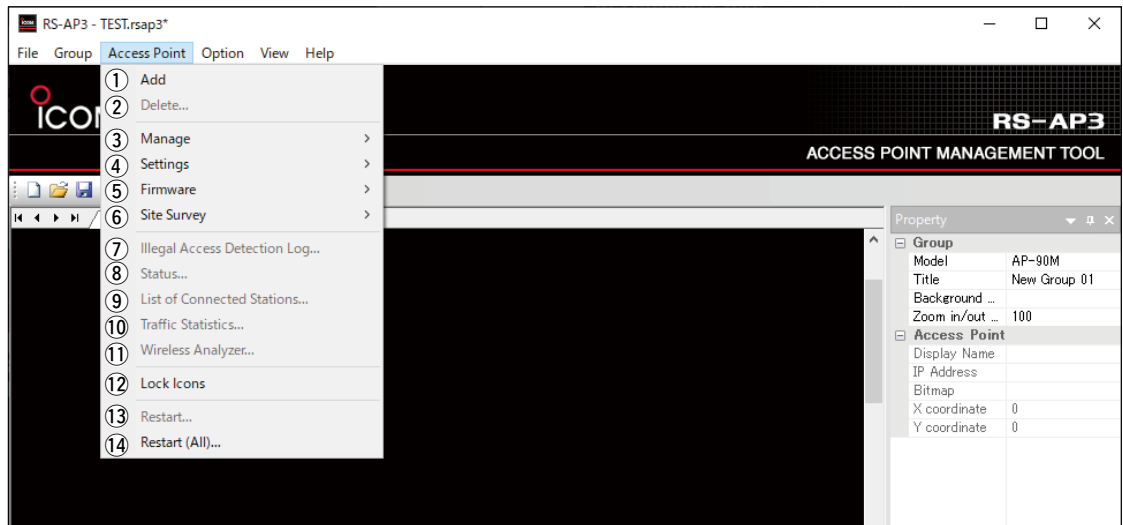 RS-AP3 - TEST.rsap3*
File Group Access Point Option View Help
ICO
RS-AP3
ACCESS POINT MANAGEMENT TOOL
① Add
② Delete...
③ Manage
④ Settings
⑤ Firmware
⑥ Site Survey
⑦ Illegal Access Detection Log...
⑧ Status...
⑨ List of Connected Stations...
⑩ Traffic Statistics...
⑪ Wireless Analyzer...
⑫ Lock Icons
⑬ Restart...
⑭ Restart (All)...
Property
Group
Model AP-90M
Title New Group 01
Background ...
Zoom in/out ... 100
Access Point
Display Name
IP Address
Bitmap
X coordinate 0
Y coordinate 0